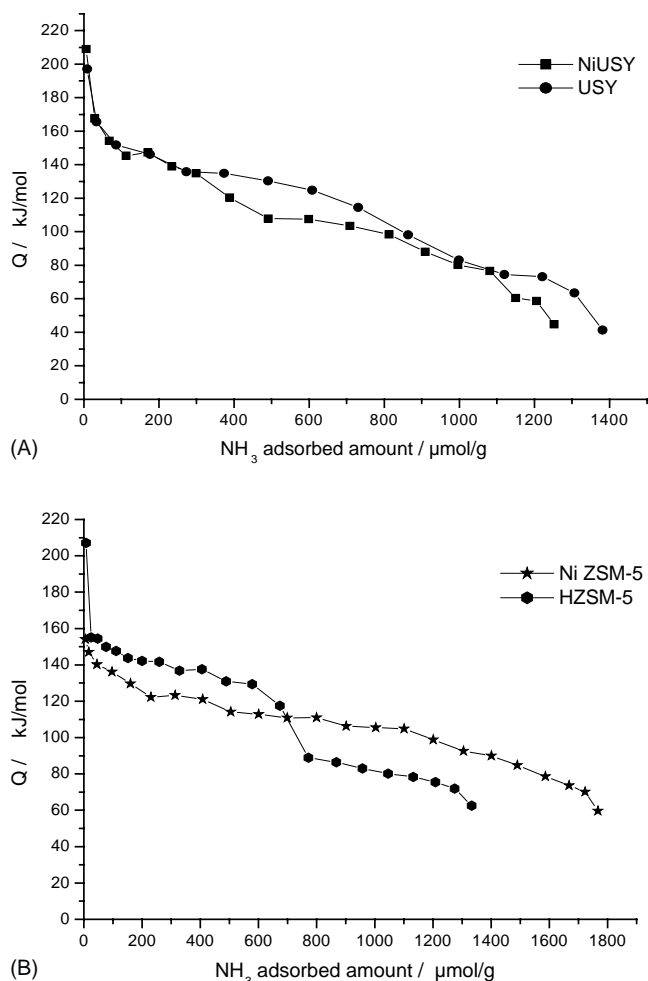 220
200
180
160
140
120
100
80
60
40
20
0
Q / kJ/mol
NiUSY
USY
0 200 400 600 800 1000 1200 1400
(A)
NH3 adsorbed amount / µmol/g
220
200
180
160
140
120
100
80
60
40
20
0
Q / kJ/mol
Ni ZSM-5
HZSM-5
0 200 400 600 800 1000 1200 1400 1600 1800
(B)
NH3 adsorbed amount / µmol/g